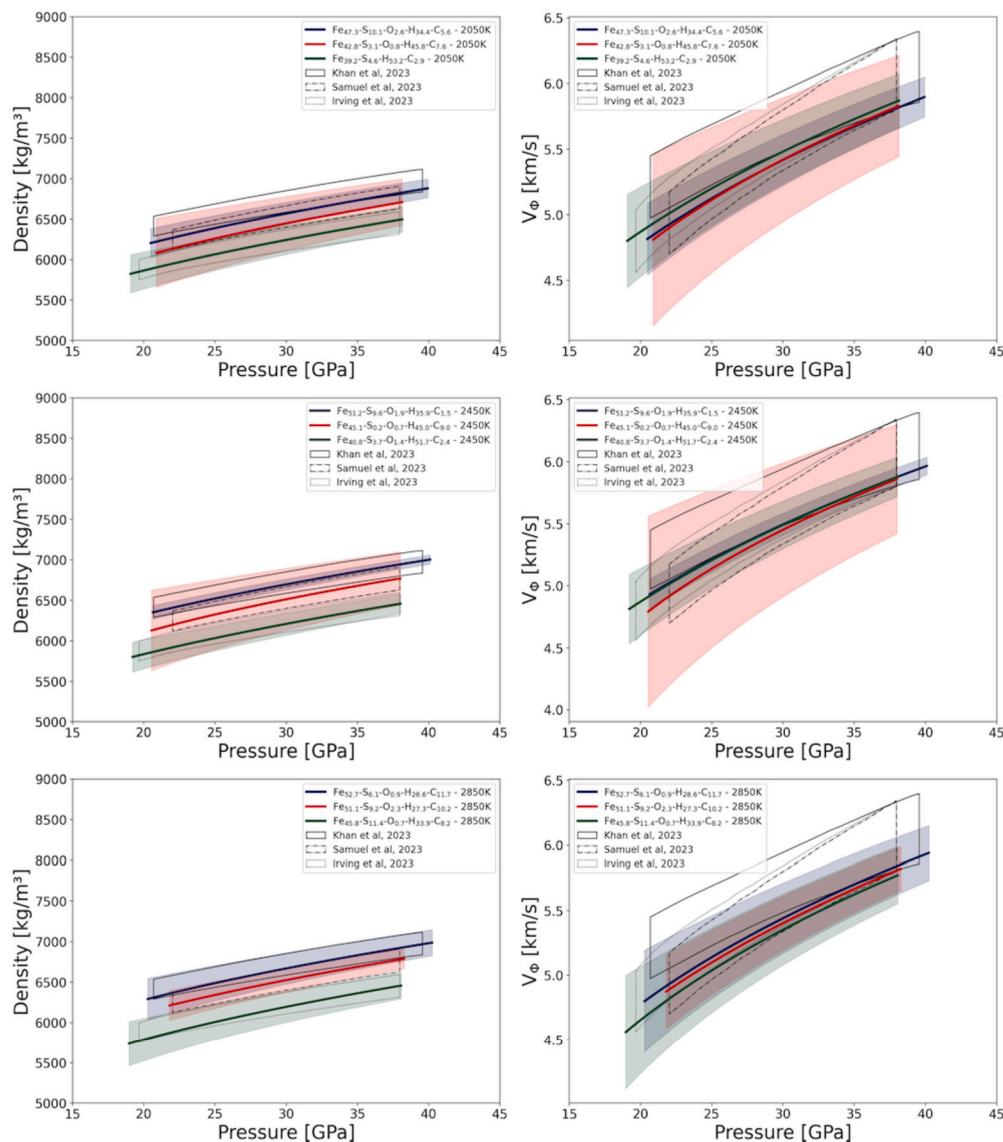 9000
8500
8000
7500
7000
6500
6000
5500
5000
Density [kg/m³]
Fe47.3-S10.1-O2.6-H34.4-C5.6 - 2050K
Fe42.8-S3.1-O0.8-H45.8-C7.6 - 2050K
Fe39.2-S4.6-H53.2-C2.9 - 2050K
Khan et al, 2023
Samuel et al, 2023
Irving et al, 2023
15 20 25 30 35 40 45
Pressure [GPa]
6.5
6.0
5.5
5.0
4.5
VΦ [km/s]
Fe47.3-S10.1-O2.6-H34.4-C5.6 - 2050K
Fe42.8-S3.1-O0.8-H45.8-C7.6 - 2050K
Fe39.2-S4.6-H53.2-C2.9 - 2050K
Khan et al, 2023
Samuel et al, 2023
Irving et al, 2023
15 20 25 30 35 40 45
Pressure [GPa]
9000
8500
8000
7500
7000
6500
6000
5500
5000
Density [kg/m³]
Fe51.2-S9.6-O1.9-H35.9-C1.5 - 2450K
Fe45.1-S0.2-O0.7-H45.0-C9.0 - 2450K
Fe40.8-S3.7-O1.4-H51.7-C2.4 - 2450K
Khan et al, 2023
Samuel et al, 2023
Irving et al, 2023
15 20 25 30 35 40 45
Pressure [GPa]
6.5
6.0
5.5
5.0
4.5
4.0
VΦ [km/s]
Fe51.2-S9.6-O1.9-H35.9-C1.5 - 2450K
Fe45.1-S0.2-O0.7-H45.0-C9.0 - 2450K
Fe40.8-S3.7-O1.4-H51.7-C2.4 - 2450K
Khan et al, 2023
Samuel et al, 2023
Irving et al, 2023
15 20 25 30 35 40 45
Pressure [GPa]
9000
8500
8000
7500
7000
6500
6000
5500
5000
Density [kg/m³]
Fe52.7-S6.1-O0.9-H28.6-C11.7 - 2850K
Fe51.1-S9.2-O2.3-H27.3-C10.2 - 2850K
Fe45.8-S11.4-O0.7-H33.9-C8.2 - 2850K
Khan et al, 2023
Samuel et al, 2023
Irving et al, 2023
15 20 25 30 35 40 45
Pressure [GPa]
6.5
6.0
5.5
5.0
4.5
VΦ [km/s]
Fe52.7-S6.1-O0.9-H28.6-C11.7 - 2850K
Fe51.1-S9.2-O2.3-H27.3-C10.2 - 2850K
Fe45.8-S11.4-O0.7-H33.9-C8.2 - 2850K
Khan et al, 2023
Samuel et al, 2023
Irving et al, 2023
15 20 25 30 35 40 45
Pressure [GPa]